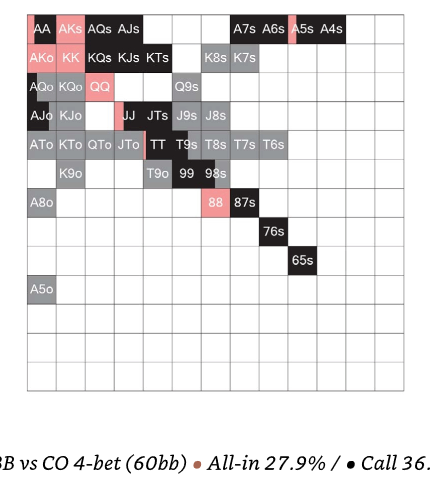 AA AKs AQs AJs A7s A6s A5s A4s
AKo KK KQs KJs KTs K8s K7s
AQo KQo QQ Q9s
AJo KJo JJ JTs J9s J8s
ATo KTo QTo JTo TT T9s T8s T7s T6s
K9o T9o 99 98s
A8o 88 87s
76s
65s
A5o
BB vs CO 4-bet (60bb) • All-in 27.9% / • Call 36.